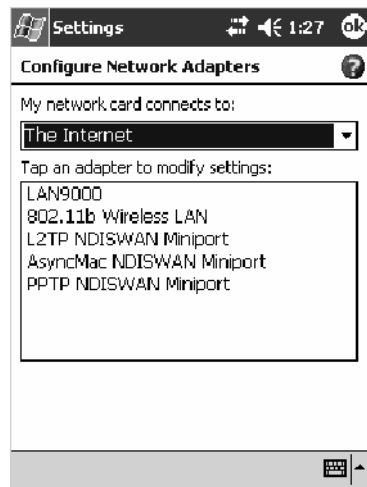 Settings 1:27 ok
Configure Network Adapters ?
My network card connects to:
The Internet
Tap an adapter to modify settings:
LAN9000
802.11b Wireless LAN
L2TP NDISWAN Miniport
AsyncMac NDISWAN Miniport
PPTP NDISWAN Miniport